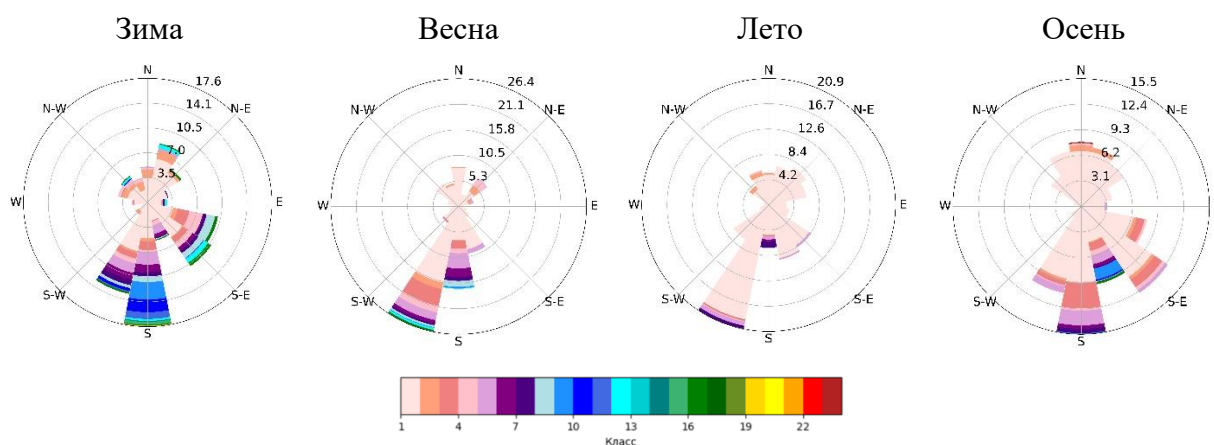 Зима Весна Лето Осень
N N N N
17.6 26.4 20.9 15.5
N-W N-E N-W N-E N-W N-E N-W N-E
14.1 21.1 16.7 12.4
10.5 15.8 12.6 9.3
7.0 10.5 8.4 6.2
3.5 5.3 4.2 3.1
W E W E W E W E
S-W S-E S-W S-E S-W S-E S-W S-E
S S S S
1 4 7 10 13 16 19 22
Класс